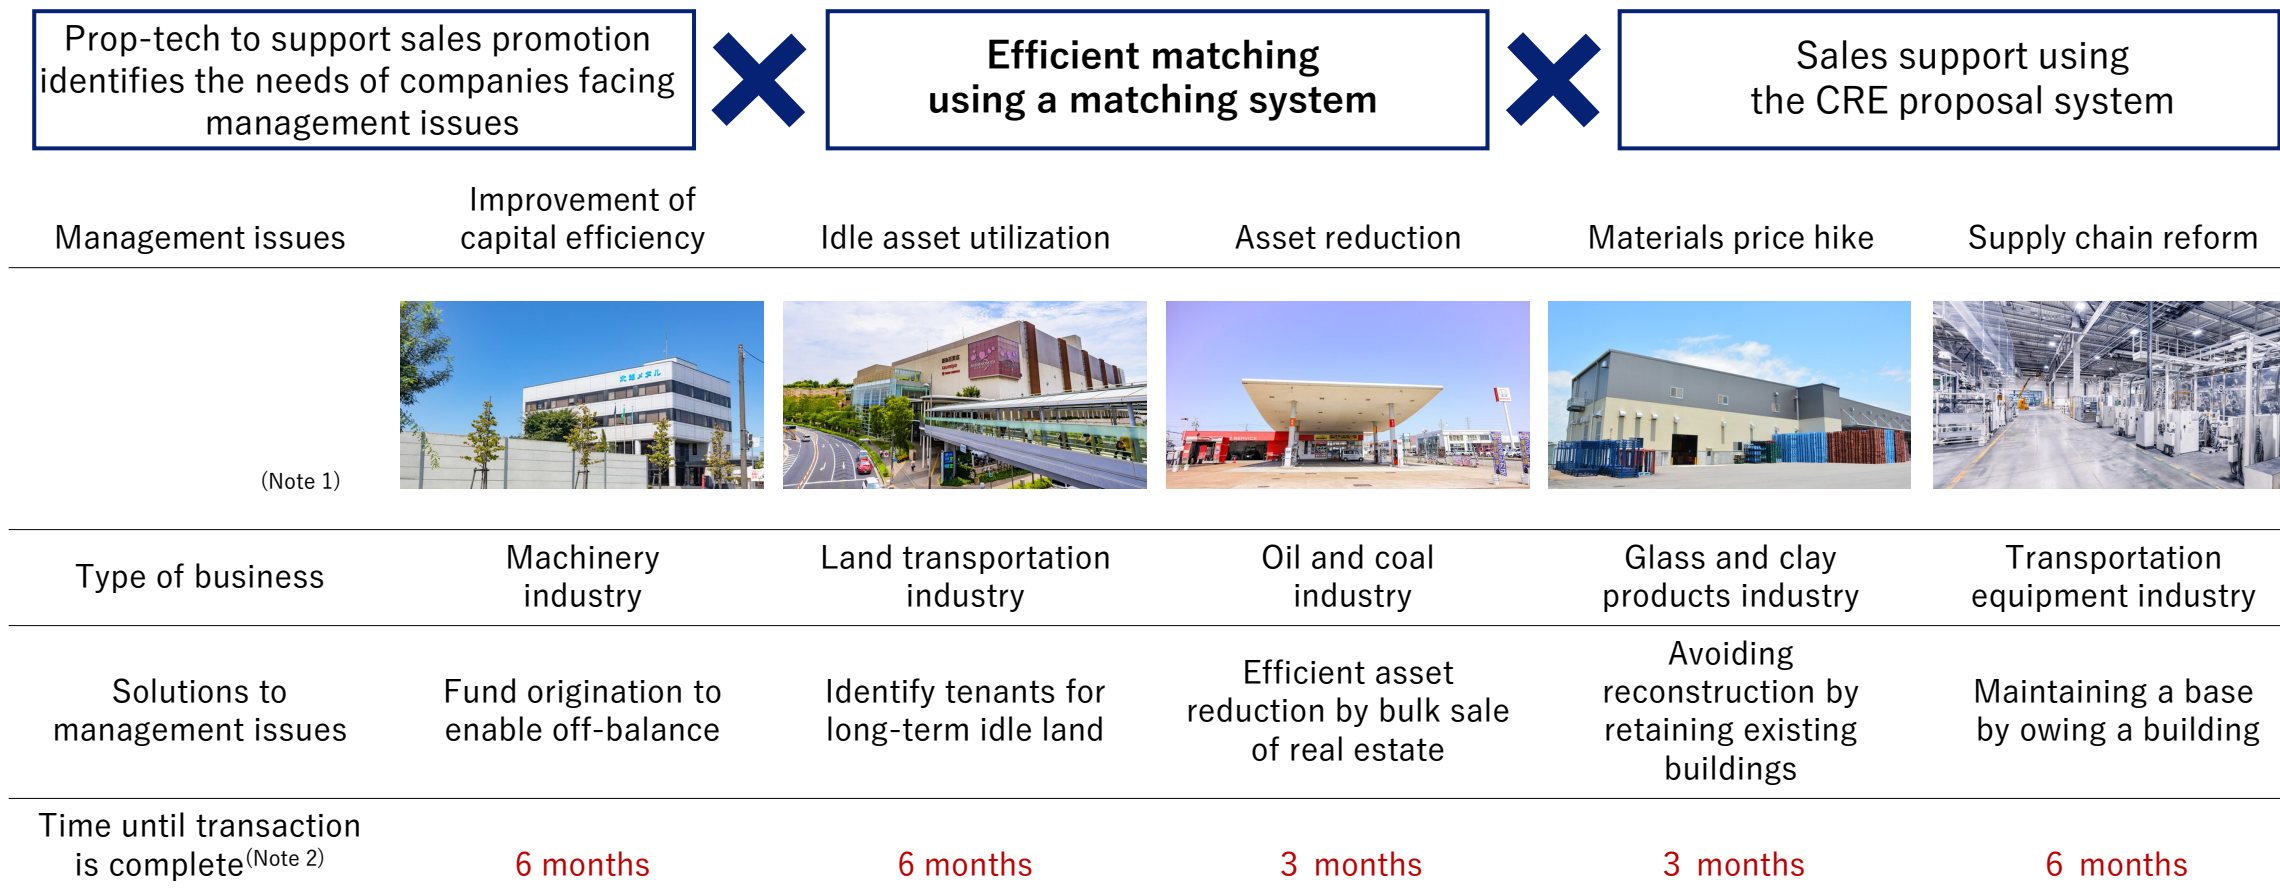 Prop-tech to support sales promotion
identifies the needs of companies facing
management issues
Efficient matching
using a matching system
Sales support using
the CRE proposal system
Management issues
Improvement of
capital efficiency
Idle asset utilization
Asset reduction
Materials price hike
Supply chain reform
(Note 1)
Type of business
Machinery
industry
Land transportation
industry
Oil and coal
industry
Glass and clay
products industry
Transportation
equipment industry
Solutions to
management issues
Fund origination to
enable off-balance
Identify tenants for
long-term idle land
Efficient asset
reduction by bulk sale
of real estate
Avoiding
reconstruction by
retaining existing
buildings
Maintaining a base
by owing a building
Time until transaction
is complete(Note 2)
6 months
6 months
3 months
3 months
6 months